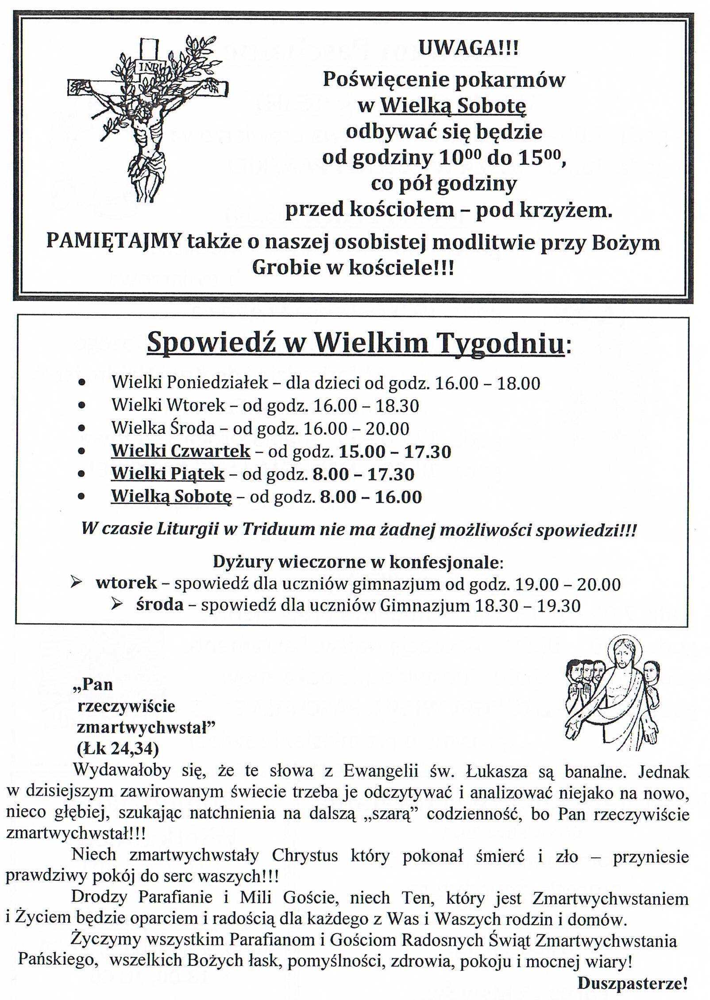 INRI
UWAGA!!!
Poświęcenie pokarmów
w Wielką Sobotę
odbywać się będzie
od godziny 10⁰⁰ do 15⁰⁰,
co pół godziny
przed kościołem – pod krzyżem.
PAMIĘTAJMY także o naszej osobistej modlitwie przy Bożym
Grobie w kościele!!!
Spowiedź w Wielkim Tygodniu:
• Wielki Poniedziałek – dla dzieci od godz. 16.00 – 18.00
• Wielki Wtorek – od godz. 16.00 – 18.30
• Wielka Środa – od godz. 16.00 – 20.00
• Wielki Czwartek – od godz. 15.00 – 17.30
• Wielki Piątek – od godz. 8.00 – 17.30
• Wielką Sobotę – od godz. 8.00 – 16.00
W czasie Liturgii w Triduum nie ma żadnej możliwości spowiedzi!!!
Dyżury wieczorne w konfesjonale:
➢ wtorek – spowiedź dla uczniów gimnazjum od godz. 19.00 – 20.00
➢ środa – spowiedź dla uczniów Gimnazjum 18.30 – 19.30
„Pan
rzeczywiście
zmartwychwstał”
(Łk 24,34)
Wydawałoby się, że te słowa z Ewangelii św. Łukasza są banalne. Jednak
w dzisiejszym zawirowanym świecie trzeba je odczytywać i analizować niejako na nowo,
nieco głębiej, szukając natchnienia na dalszą „szarą” codzienność, bo Pan rzeczywiście
zmartwychwstał!!!
Niech zmartwychwstały Chrystus który pokonał śmierć i zło – przyniesie
prawdziwy pokój do serc waszych!!!
Drodzy Parafianie i Mili Goście, niech Ten, który jest Zmartwychwstaniem
i Życiem będzie oparciem i radością dla każdego z Was i Waszych rodzin i domów.
Życzymy wszystkim Parafianom i Gościom Radosnych Świąt Zmartwychwstania
Pańskiego, wszelkich Bożych łask, pomyślności, zdrowia, pokoju i mocnej wiary!
Duszpasterze!